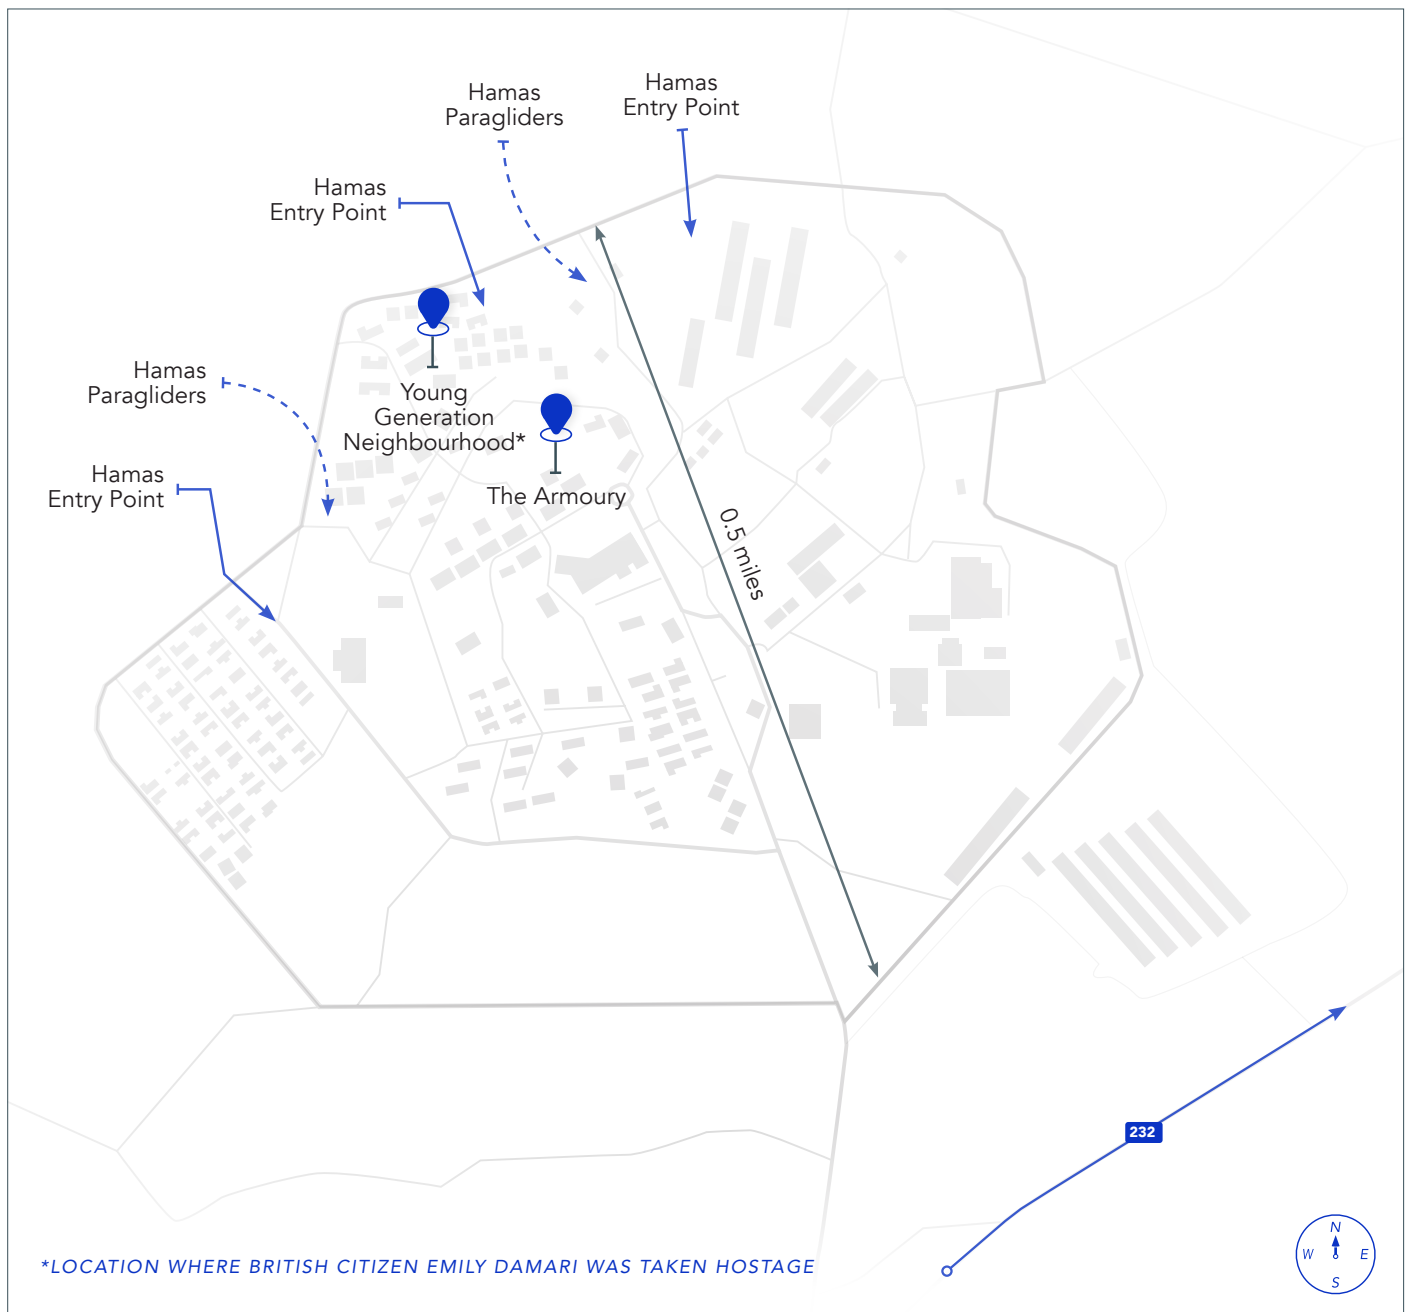 Hamas
Paragliders
Hamas
Entry Point
Hamas
Entry Point
Hamas
Paragliders
Young
Generation
Neighbourhood*
The Armoury
Hamas
Entry Point
0.5 miles
232
*LOCATION WHERE BRITISH CITIZEN EMILY DAMARI WAS TAKEN HOSTAGE
N
W
E
S